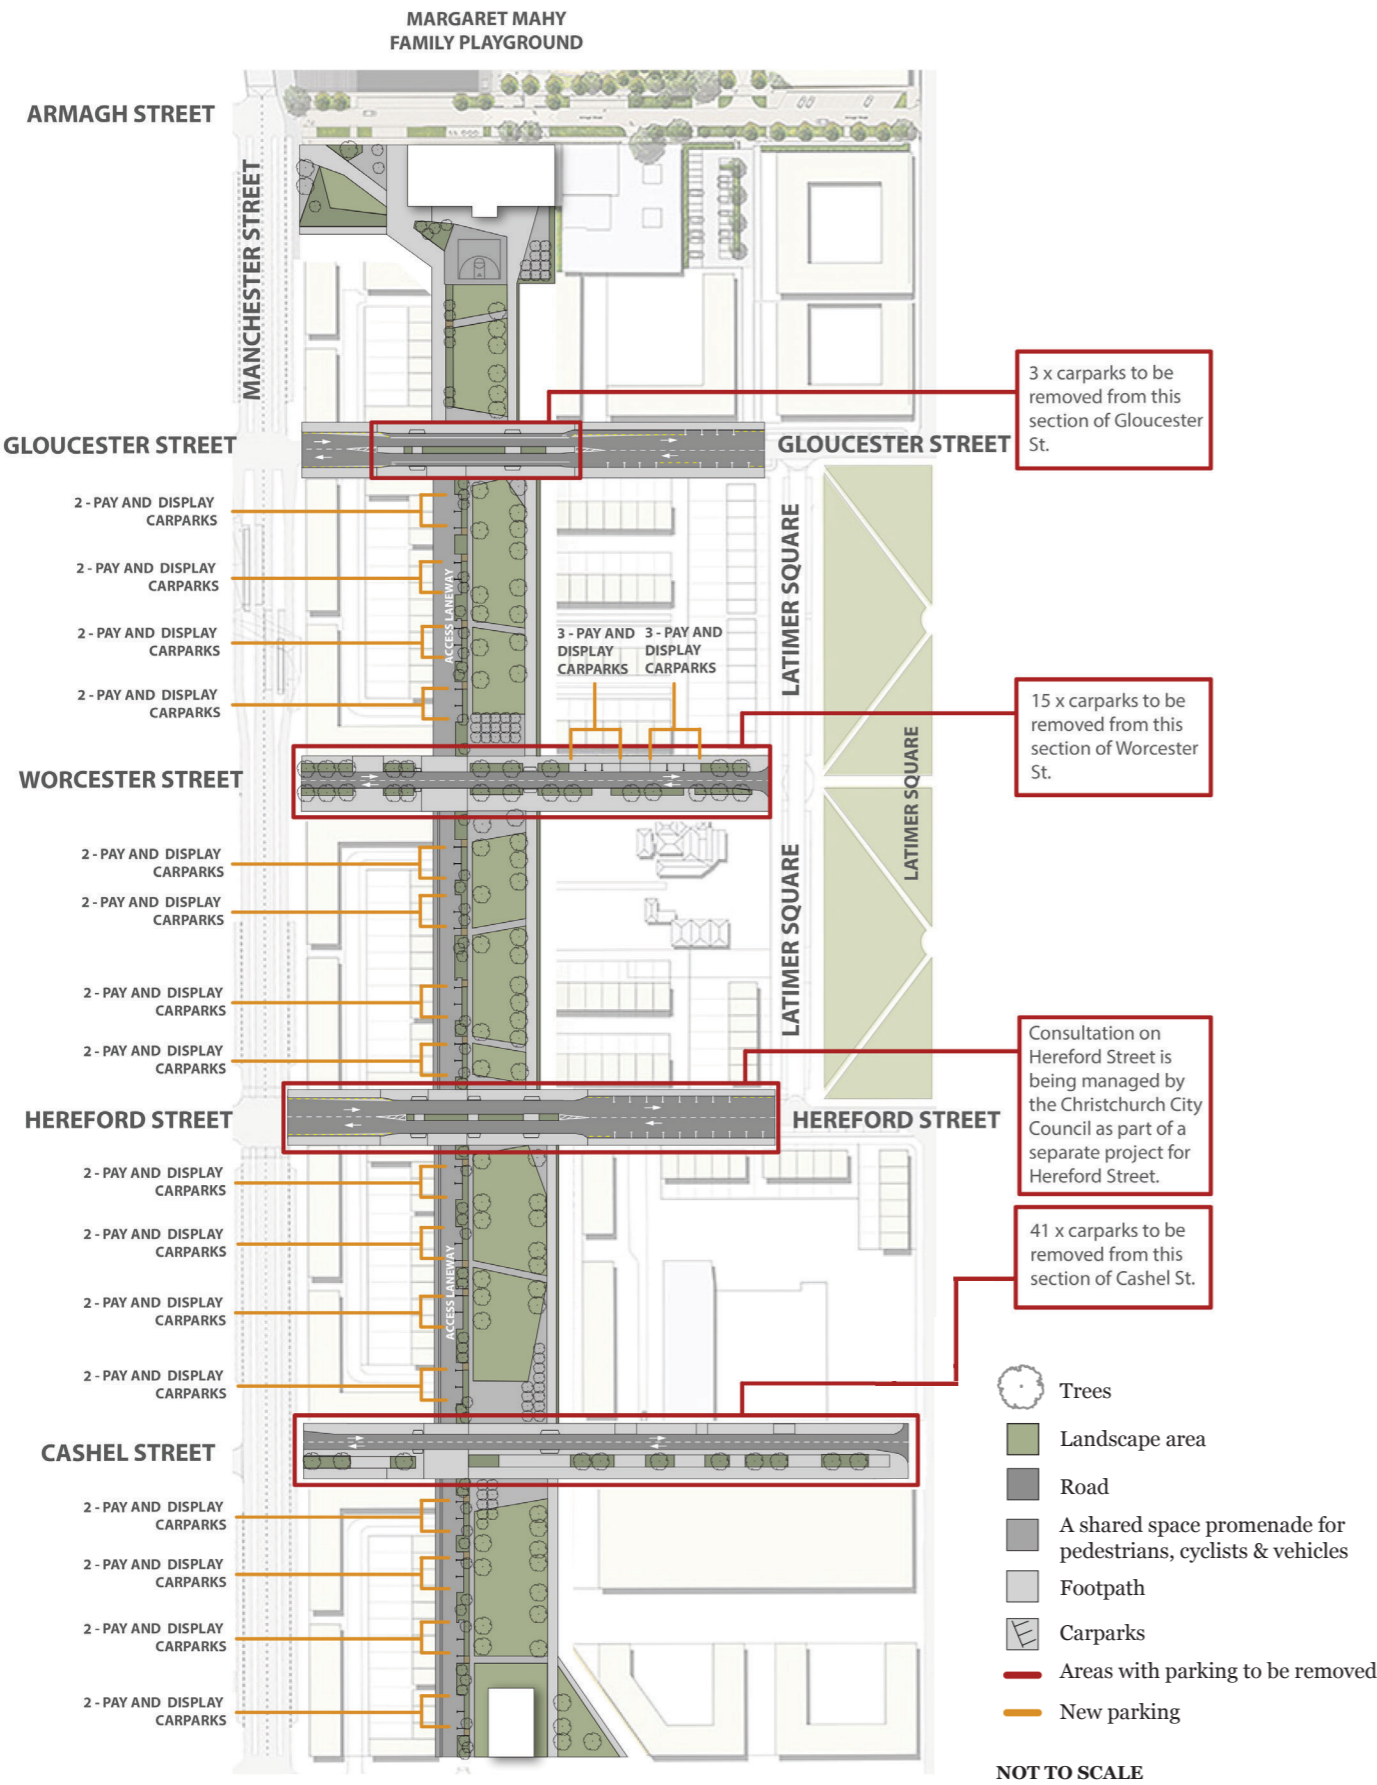 MARGARET MAHY
FAMILY PLAYGROUND
ARMAGH STREET
MANCHESTER STREET
3 x carparks to be
removed from this
section of Gloucester
St.
GLOUCESTER STREET
GLOUCESTER STREET
2 - PAY AND DISPLAY
CARPARKS
2 - PAY AND DISPLAY
CARPARKS
2 - PAY AND DISPLAY
CARPARKS
2 - PAY AND DISPLAY
CARPARKS
ACCESS LANEWAY
3 - PAY AND
DISPLAY
CARPARKS
3 - PAY AND
DISPLAY
CARPARKS
LATIMER SQUARE
15 x carparks to be
removed from this
section of Worcester
St.
WORCESTER STREET
LATIMER SQUARE
LATIMER SQUARE
2 - PAY AND DISPLAY
CARPARKS
2 - PAY AND DISPLAY
CARPARKS
2 - PAY AND DISPLAY
CARPARKS
2 - PAY AND DISPLAY
CARPARKS
Consultation on
Hereford Street is
being managed by
the Christchurch City
Council as part of a
separate project for
Hereford Street.
HEREFORD STREET
HEREFORD STREET
2 - PAY AND DISPLAY
CARPARKS
2 - PAY AND DISPLAY
CARPARKS
2 - PAY AND DISPLAY
CARPARKS
2 - PAY AND DISPLAY
CARPARKS
ACCESS LANEWAY
41 x carparks to be
removed from this
section of Cashel St.
CASHEL STREET
2 - PAY AND DISPLAY
CARPARKS
2 - PAY AND DISPLAY
CARPARKS
2 - PAY AND DISPLAY
CARPARKS
2 - PAY AND DISPLAY
CARPARKS
Trees
Landscape area
Road
A shared space promenade for
pedestrians, cyclists & vehicles
Footpath
Carparks
Areas with parking to be removed
New parking
NOT TO SCALE